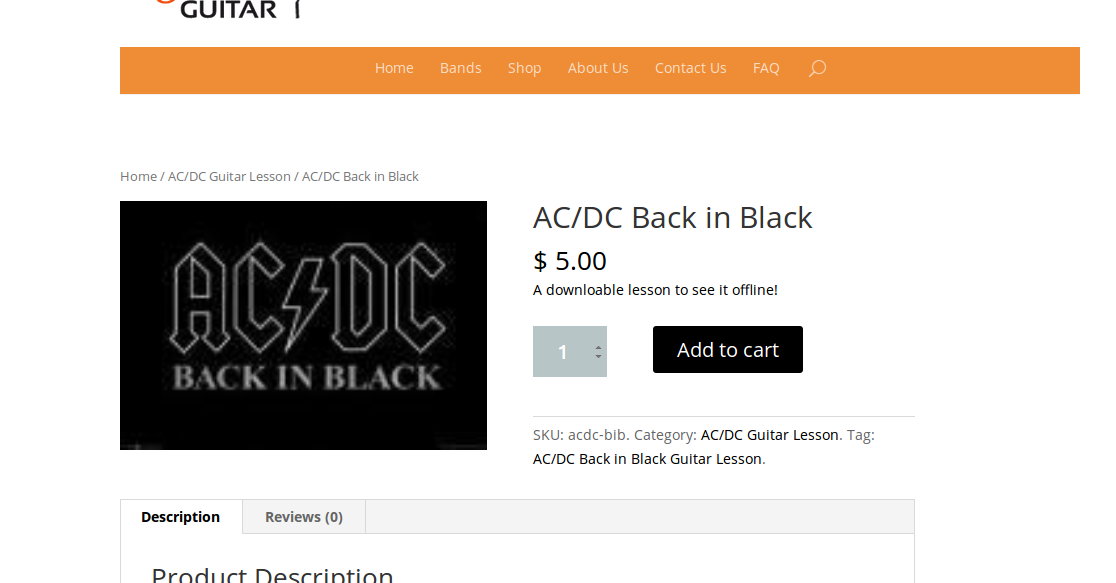 GUITAR
Home Bands Shop About Us Contact Us FAQ
Home / AC/DC Guitar Lesson / AC/DC Back in Black
AC/DC
BACK IN BLACK
AC/DC Back in Black
$ 5.00
A downloable lesson to see it offline!
1 Add to cart
SKU: acdc-bib. Category: AC/DC Guitar Lesson. Tag:
AC/DC Back in Black Guitar Lesson.
Description Reviews (0)
Product Description